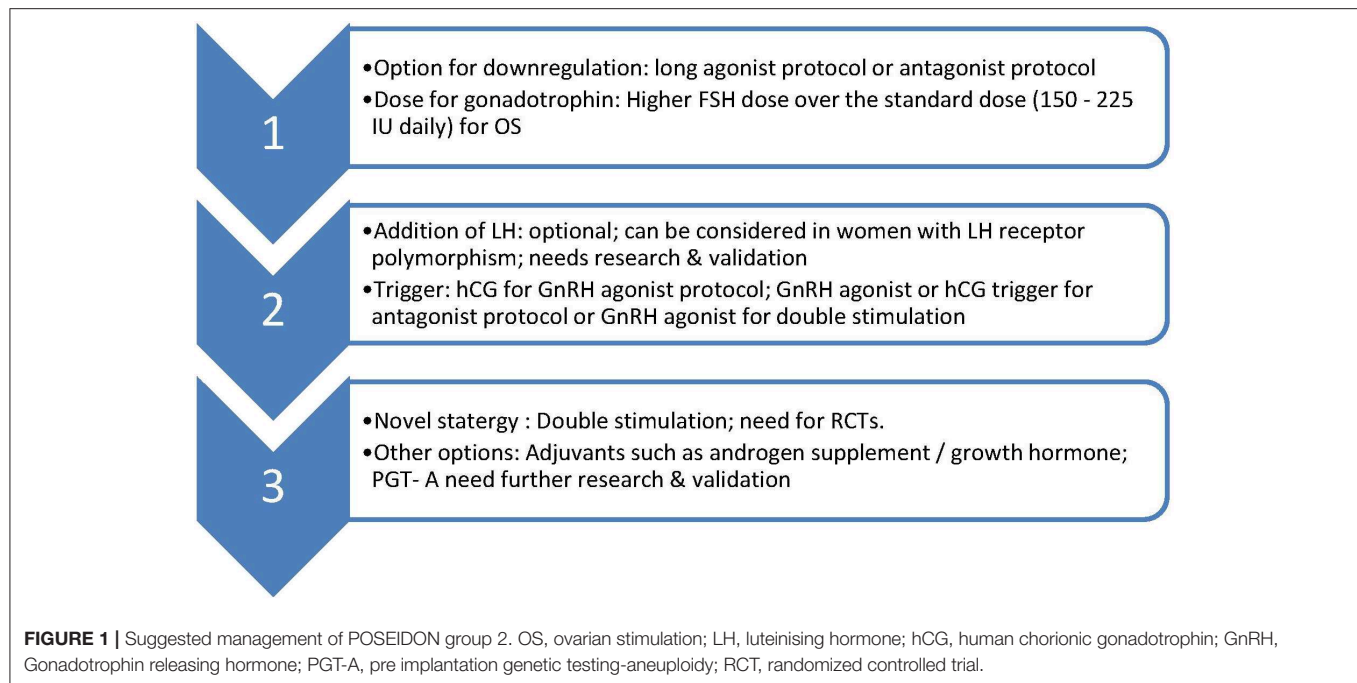 1
•Option for downregulation: long agonist protocol or antagonist protocol
•Dose for gonadotrophin: Higher FSH dose over the standard dose (150 - 225
IU daily) for OS
2
•Addition of LH: optional; can be considered in women with LH receptor
polymorphism; needs research & validation
•Trigger: hCG for GnRH agonist protocol; GnRH agonist or hCG trigger for
antagonist protocol or GnRH agonist for double stimulation
3
•Novel statergy : Double stimulation; need for RCTs.
•Other options: Adjuvants such as androgen supplement / growth hormone;
PGT- A need further research & validation
FIGURE 1 | Suggested management of POSEIDON group 2. OS, ovarian stimulation; LH, luteinising hormone; hCG, human chorionic gonadotrophin; GnRH,
Gonadotrophin releasing hormone; PGT-A, pre implantation genetic testing-aneuploidy; RCT, randomized controlled trial.